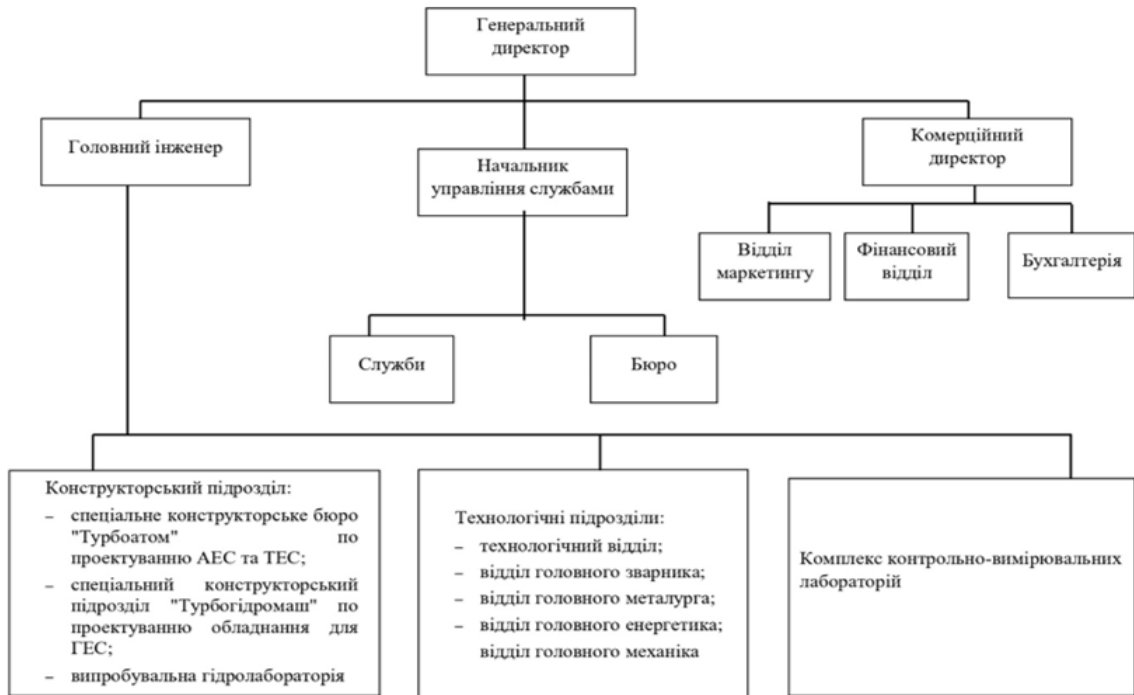 Генеральний
директор
Головний інженер
Начальник
управління службами
Комерційний
директор
Відділ
маркетингу
Фінансовий
відділ
Бухгалтерія
Служби
Бюро
Конструкторський підрозділ:
– спеціальне конструкторське бюро
"Турбоатом" по
проектуванню АЕС та ТЕС;
– спеціальний конструкторський
підрозділ "Турбогідромаш" по
проектуванню обладнання для
ГЕС;
– випробувальна гідролабораторія
Технологічні підрозділи:
– технологічний відділ;
– відділ головного зварника;
– відділ головного металурга;
– відділ головного енергетика;
відділ головного механіка
Комплекс контрольно-вимірювальних
лабораторій